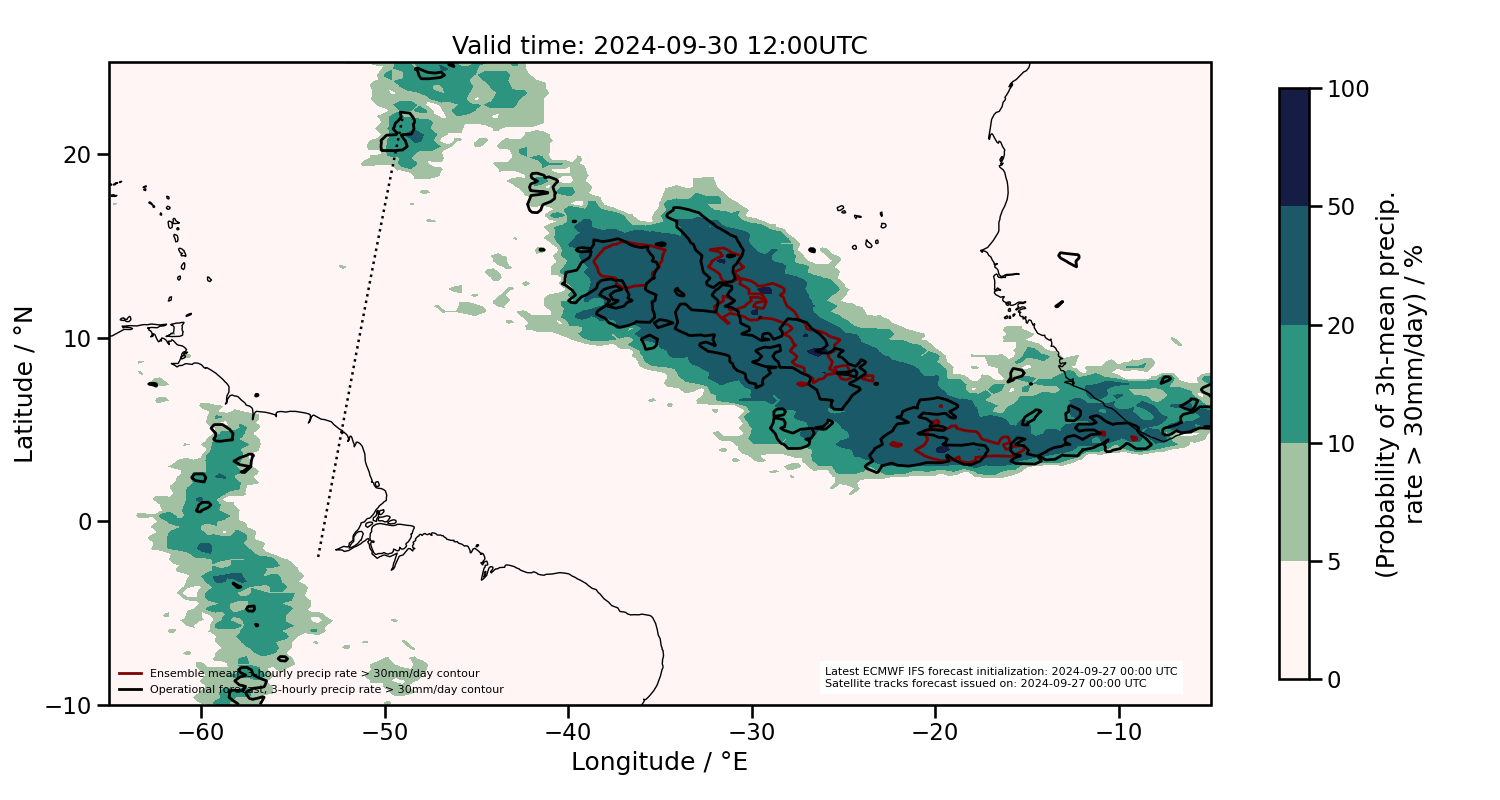 Valid time: 2024-09-30 12:00UTC
Latitude / °N
20
10
0
−10
−60
−50
−40
−30
−20
−10
Longitude / °E
Ensemble mean, 3-hourly precip rate > 30mm/day contour
Operational forecast, 3-hourly precip rate > 30mm/day contour
Latest ECMWF IFS forecast initialization: 2024-09-27 00:00 UTC
Satellite tracks forecast issued on: 2024-09-27 00:00 UTC
100
50
20
10
5
0
(Probability of 3h-mean precip.
rate > 30mm/day) / %